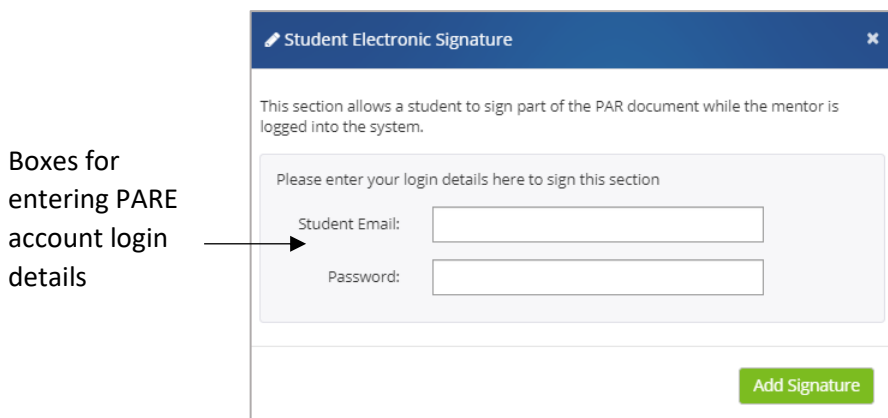 Student Electronic Signature
This section allows a student to sign part of the PAR document while the mentor is
logged into the system.
Boxes for
entering PARE
account login
details
Please enter your login details here to sign this section
Student Email:
Password:
Add Signature